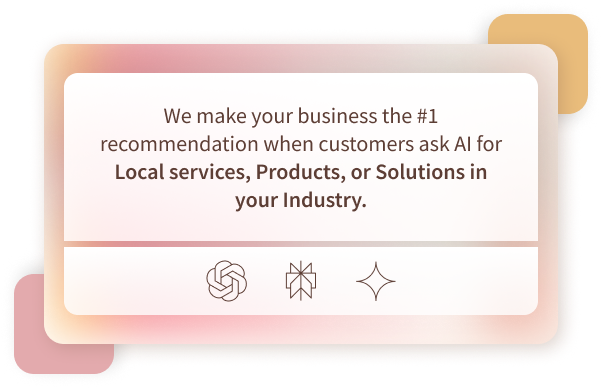 We make your business the #1
recommendation when customers ask AI for
Local services, Products, or Solutions in
your Industry.